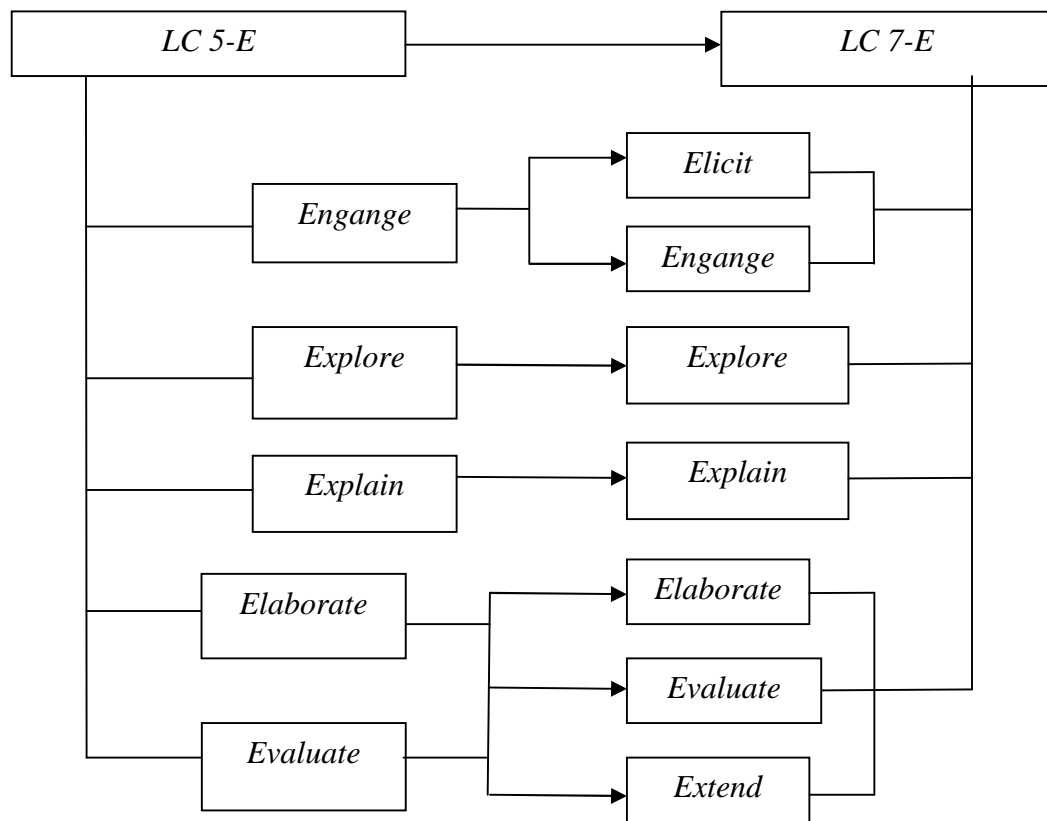 LC 5-E
LC 7-E
Elicit
Engange
Engange
Explore
Explore
Explain
Explain
Elaborate
Elaborate
Evaluate
Evaluate
Extend